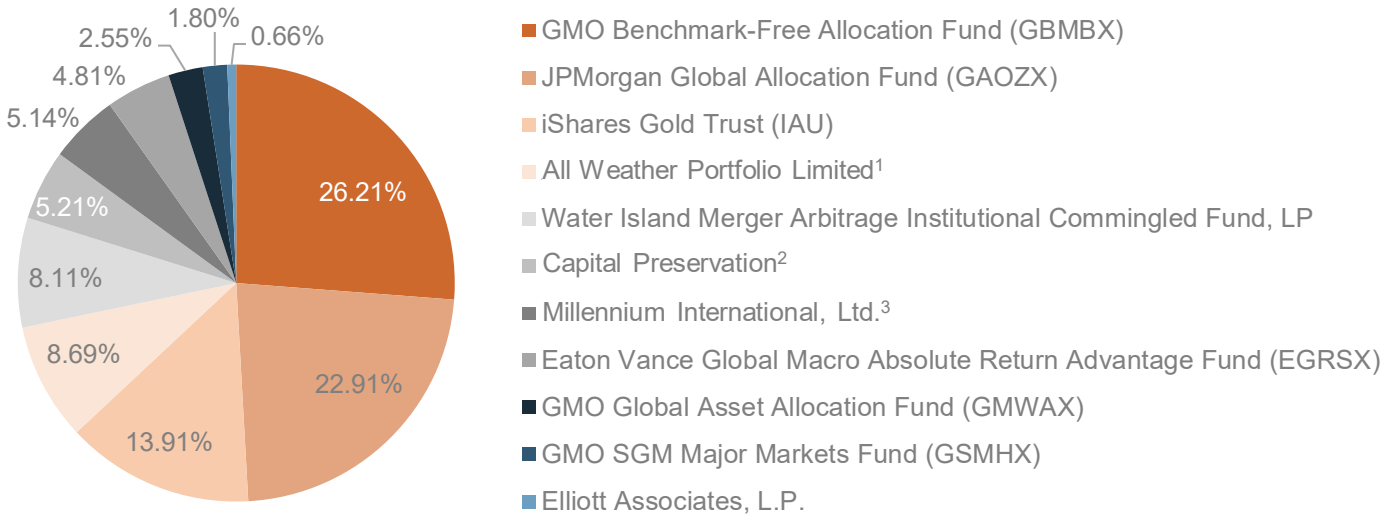 1.80%
0.66%
2.55%
4.81%
5.14%
5.21%
8.11%
8.69%
13.91%
22.91%
26.21%
GMO Benchmark-Free Allocation Fund (GBMBX)
JPMorgan Global Allocation Fund (GAOZX)
iShares Gold Trust (IAU)
All Weather Portfolio Limited¹
Water Island Merger Arbitrage Institutional Commingled Fund, LP
Capital Preservation²
Millennium International, Ltd.³
Eaton Vance Global Macro Absolute Return Advantage Fund (EGRSX)
GMO Global Asset Allocation Fund (GMWAX)
GMO SGM Major Markets Fund (GSMHX)
Elliott Associates, L.P.